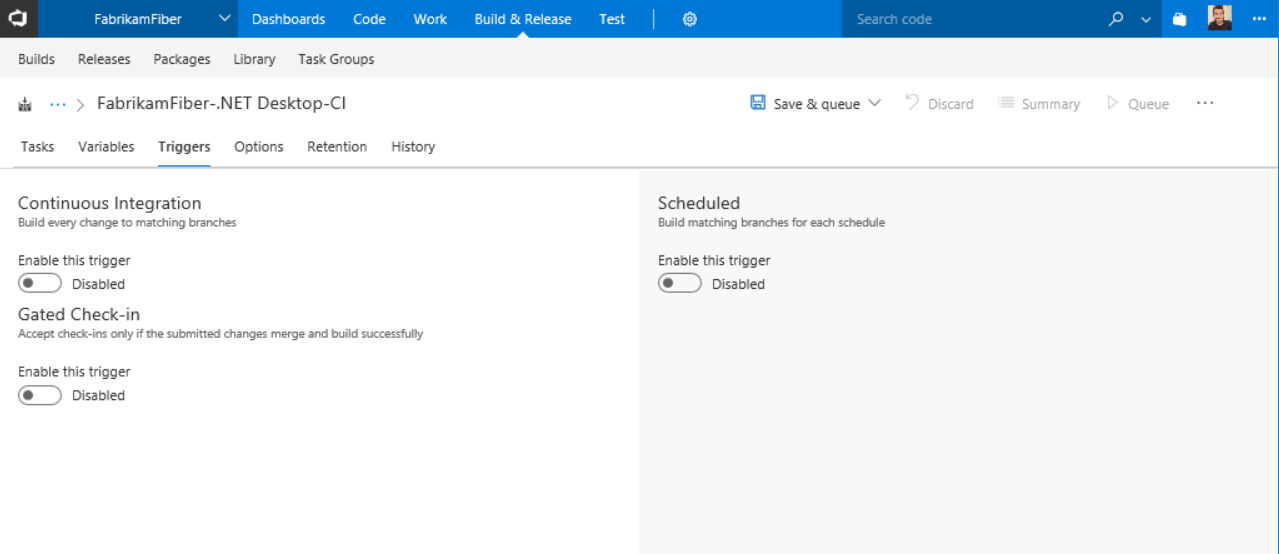 FabrikamFiber Dashboards Code Work Build & Release Test Search code
Builds Releases Packages Library Task Groups
FabrikamFiber-.NET Desktop-CI Save & queue Discard Summary Queue
Tasks Variables Triggers Options Retention History
Continuous Integration
Build every change to matching branches
Enable this trigger
Disabled
Gated Check-in
Accept check-ins only if the submitted changes merge and build successfully
Enable this trigger
Disabled
Scheduled
Build matching branches for each schedule
Enable this trigger
Disabled